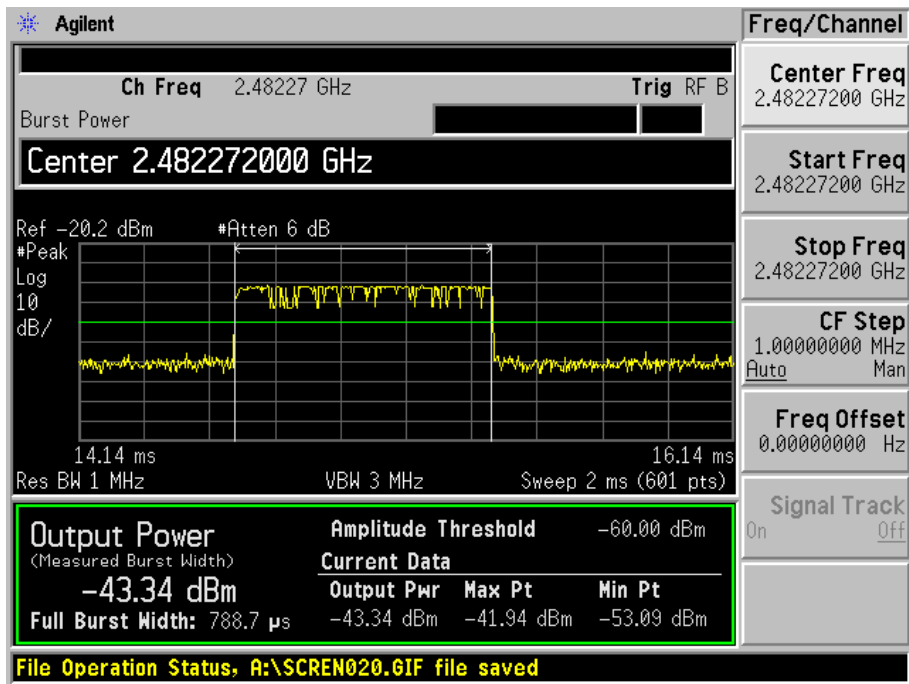 Agilent
Freq/Channel
Ch Freq 2.48227 GHz Trig RF B
Burst Power
Center 2.482272000 GHz
Ref -20.2 dBm #Atten 6 dB
#Peak
Log
10
dB/
14.14 ms 16.14 ms
Res BW 1 MHz VBW 3 MHz Sweep 2 ms (601 pts)
Output Power
(Measured Burst Width)
-43.34 dBm
Full Burst Width: 788.7 µs
Amplitude Threshold -60.00 dBm
Current Data
Output Pwr Max Pt Min Pt
-43.34 dBm -41.94 dBm -53.09 dBm
Center Freq
2.48227200 GHz
Start Freq
2.48227200 GHz
Stop Freq
2.48227200 GHz
CF Step
1.00000000 MHz
Auto Man
Freq Offset
0.00000000 Hz
Signal Track
On Off
File Operation Status, A:\SCREN020.GIF file saved